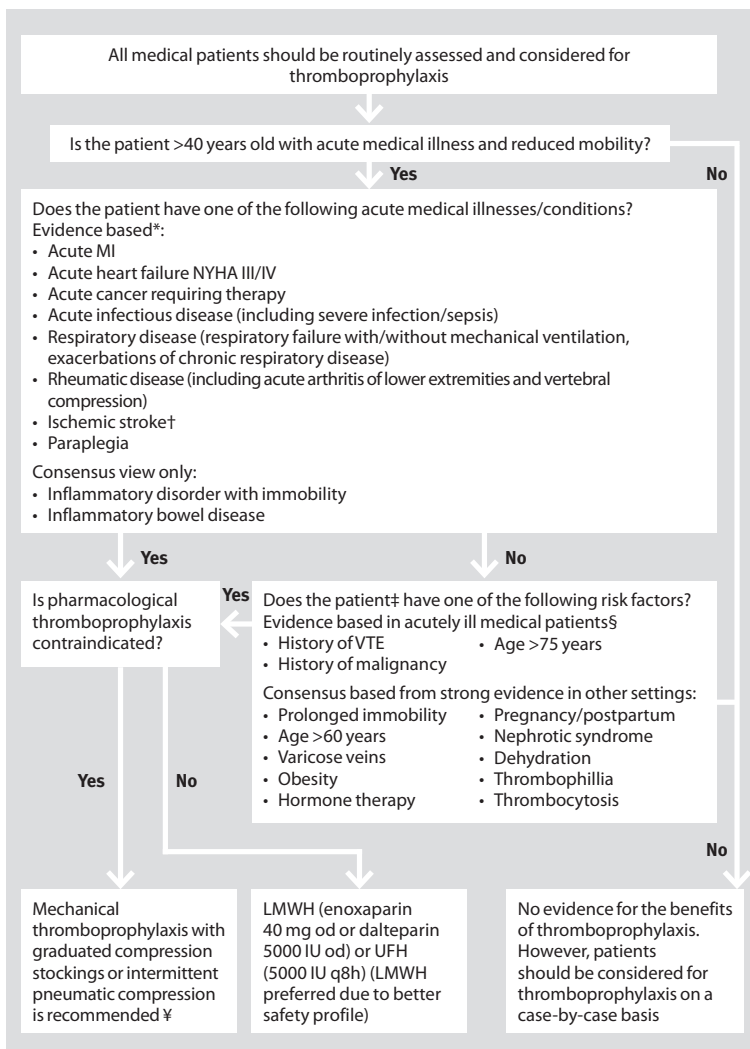 All medical patients should be routinely assessed and considered for
thromboprophylaxis
Is the patient >40 years old with acute medical illness and reduced mobility?
No
Yes
Does the patient have one of the following acute medical illnesses/conditions?
Evidence based*:
• Acute MI
• Acute heart failure NYHA III/IV
• Acute cancer requiring therapy
• Acute infectious disease (including severe infection/sepsis)
• Respiratory disease (respiratory failure with/without mechanical ventilation,
exacerbations of chronic respiratory disease)
• Rheumatic disease (including acute arthritis of lower extremities and vertebral
compression)
• Ischemic stroke†
• Paraplegia
Consensus view only:
• Inflammatory disorder with immobility
• Inflammatory bowel disease
Yes
No
Is pharmacological
thromboprophylaxis
contraindicated?
Yes
Does the patient‡ have one of the following risk factors?
Evidence based in acutely ill medical patients§
• History of VTE
• History of malignancy
• Age >75 years
Consensus based from strong evidence in other settings:
• Prolonged immobility
• Age >60 years
• Varicose veins
• Obesity
• Hormone therapy
• Pregnancy/postpartum
• Nephrotic syndrome
• Dehydration
• Thrombophillia
• Thrombocytosis
Yes
No
No
Mechanical
thromboprophylaxis with
graduated compression
stockings or intermittent
pneumatic compression
is recommended ¥
LMWH (enoxaparin
40 mg od or dalteparin
5000 IU od) or UFH
(5000 IU q8h) (LMWH
preferred due to better
safety profile)
No evidence for the benefits
of thromboprophylaxis.
However, patients
should be considered for
thromboprophylaxis on a
case-by-case basis